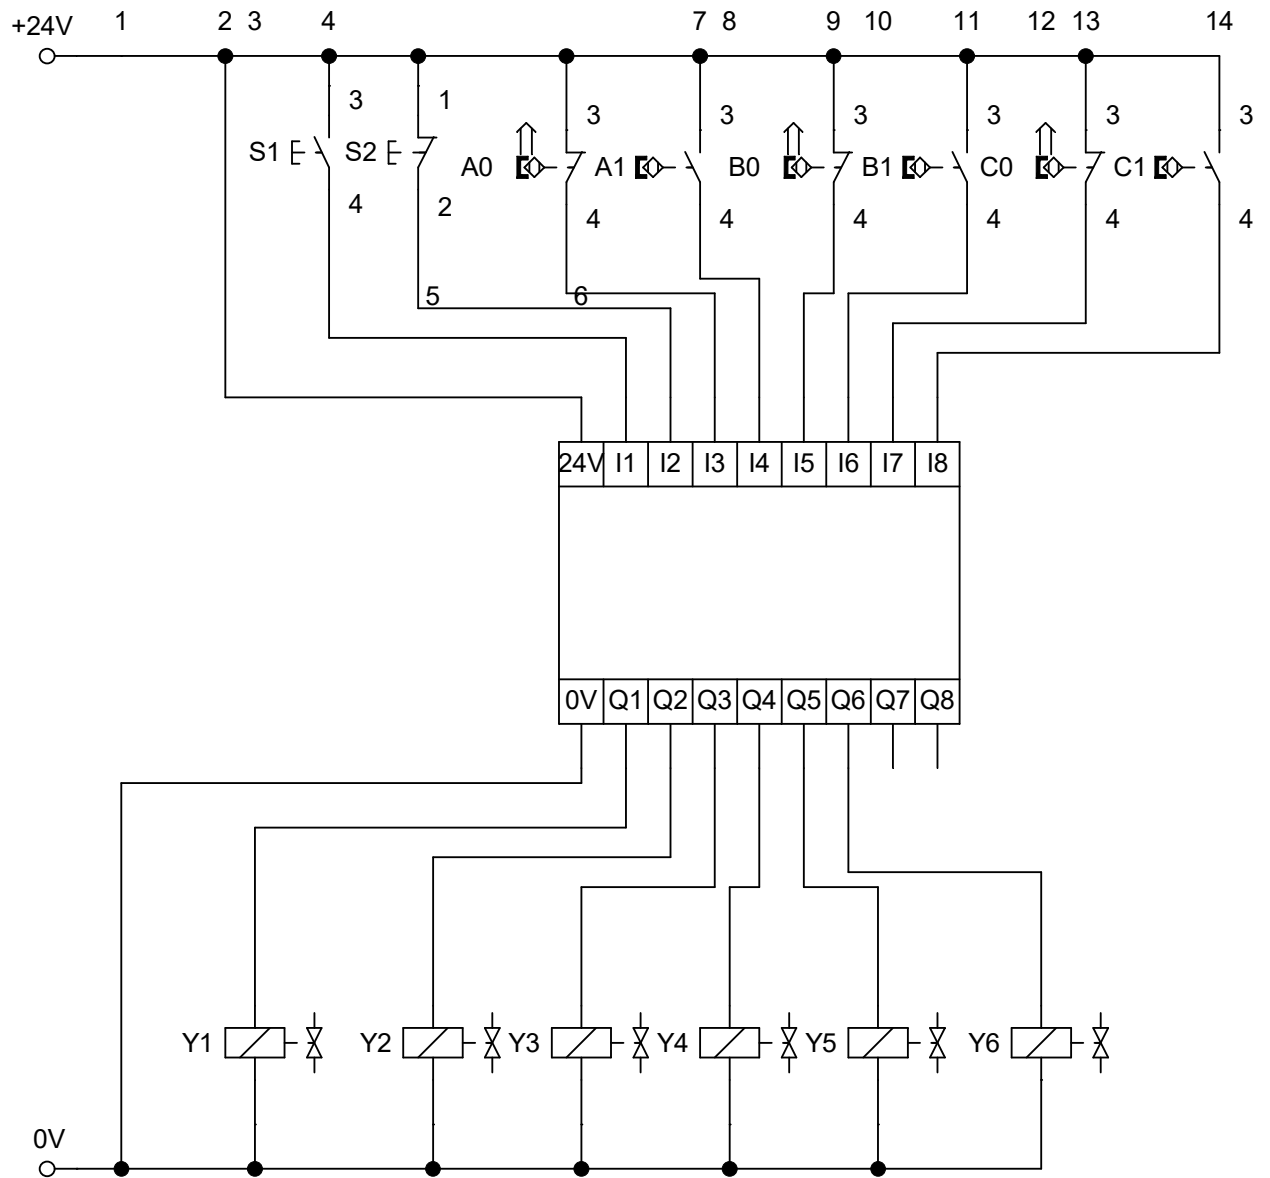 +24V 1 2 3 4 7 8 9 10 11 12 13 14
3 1 3 3 3 3 3 3
S1 S2 A0 A1 B0 B1 C0 C1
4 2 4 4 4 4 4 4
5 6
24V I1 I2 I3 I4 I5 I6 I7 I8
0V Q1 Q2 Q3 Q4 Q5 Q6 Q7 Q8
Y1 Y2 Y3 Y4 Y5 Y6
0V